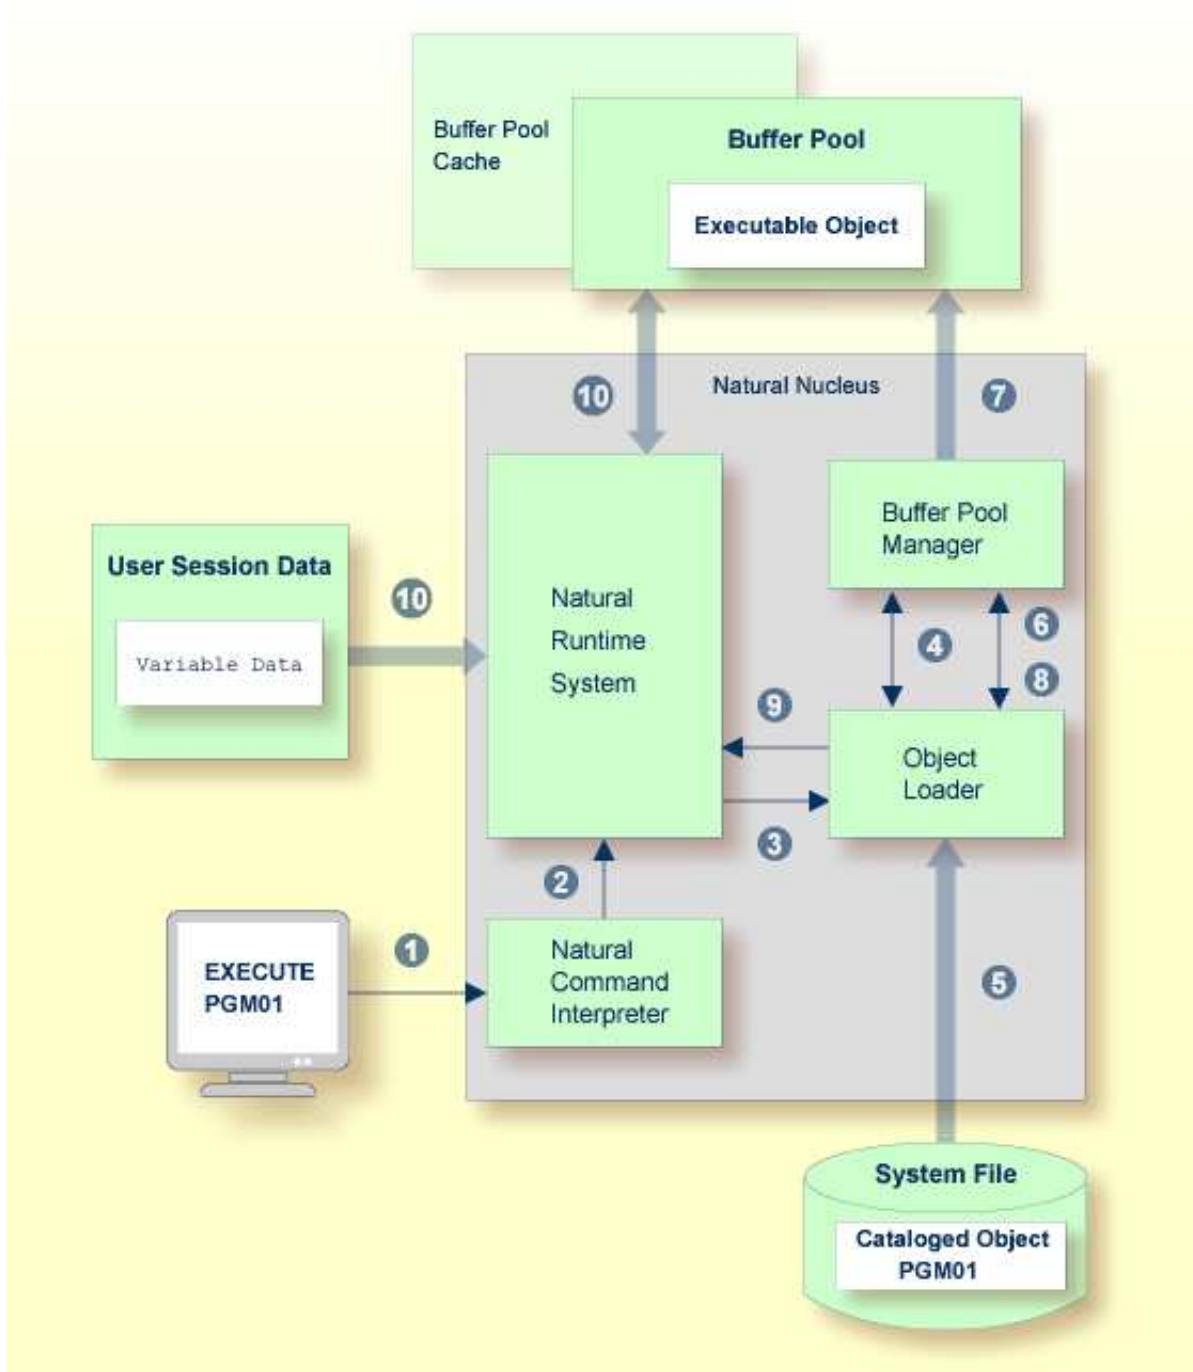 Buffer Pool
Cache
Buffer Pool
Executable Object
10
Natural Nucleus
7
Buffer Pool
Manager
User Session Data
Variable Data
10
Natural
Runtime
System
4
6
8
9
Object
Loader
3
2
EXECUTE
PGM01
1
Natural
Command
Interpreter
5
System File
Cataloged Object
PGM01